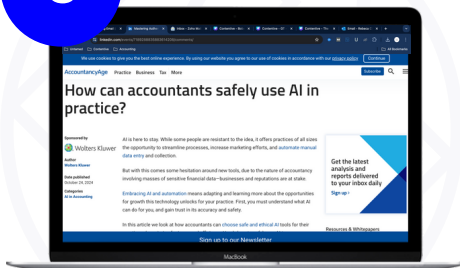 We use cookies to give you the best online experience. By using our website you agree to our use of cookies in accordance with our privacy policy Continue
AccountancyAge Practice Business Tax More Subscribe
How can accountants safely use AI in
practice?
Sponsored by
Wolters Kluwer
Author
Wolters Kluwer
Date published
October 24, 2024
Categories
AI in Accounting
AI is here to stay. While some people are resistant to the idea, it offers practices of all sizes
the opportunity to streamline processes, increase marketing efforts, and automate manual
data entry and collection.
But with this comes some hesitation around new tools, due to the nature of accountancy
involving masses of sensitive financial data–businesses and reputations are at stake.
Embracing AI and automation means adapting and learning more about the opportunities
for growth this technology unlocks for your practice. First, you must understand what AI
can do for you, and gain trust in its accuracy and safety.
In this article we look at how accountants can choose safe and ethical AI tools for their
Get the latest
analysis and
reports delivered
to your inbox daily
Sign up
Resources & Whitepapers
Sign up to our Newsletter
MacBook